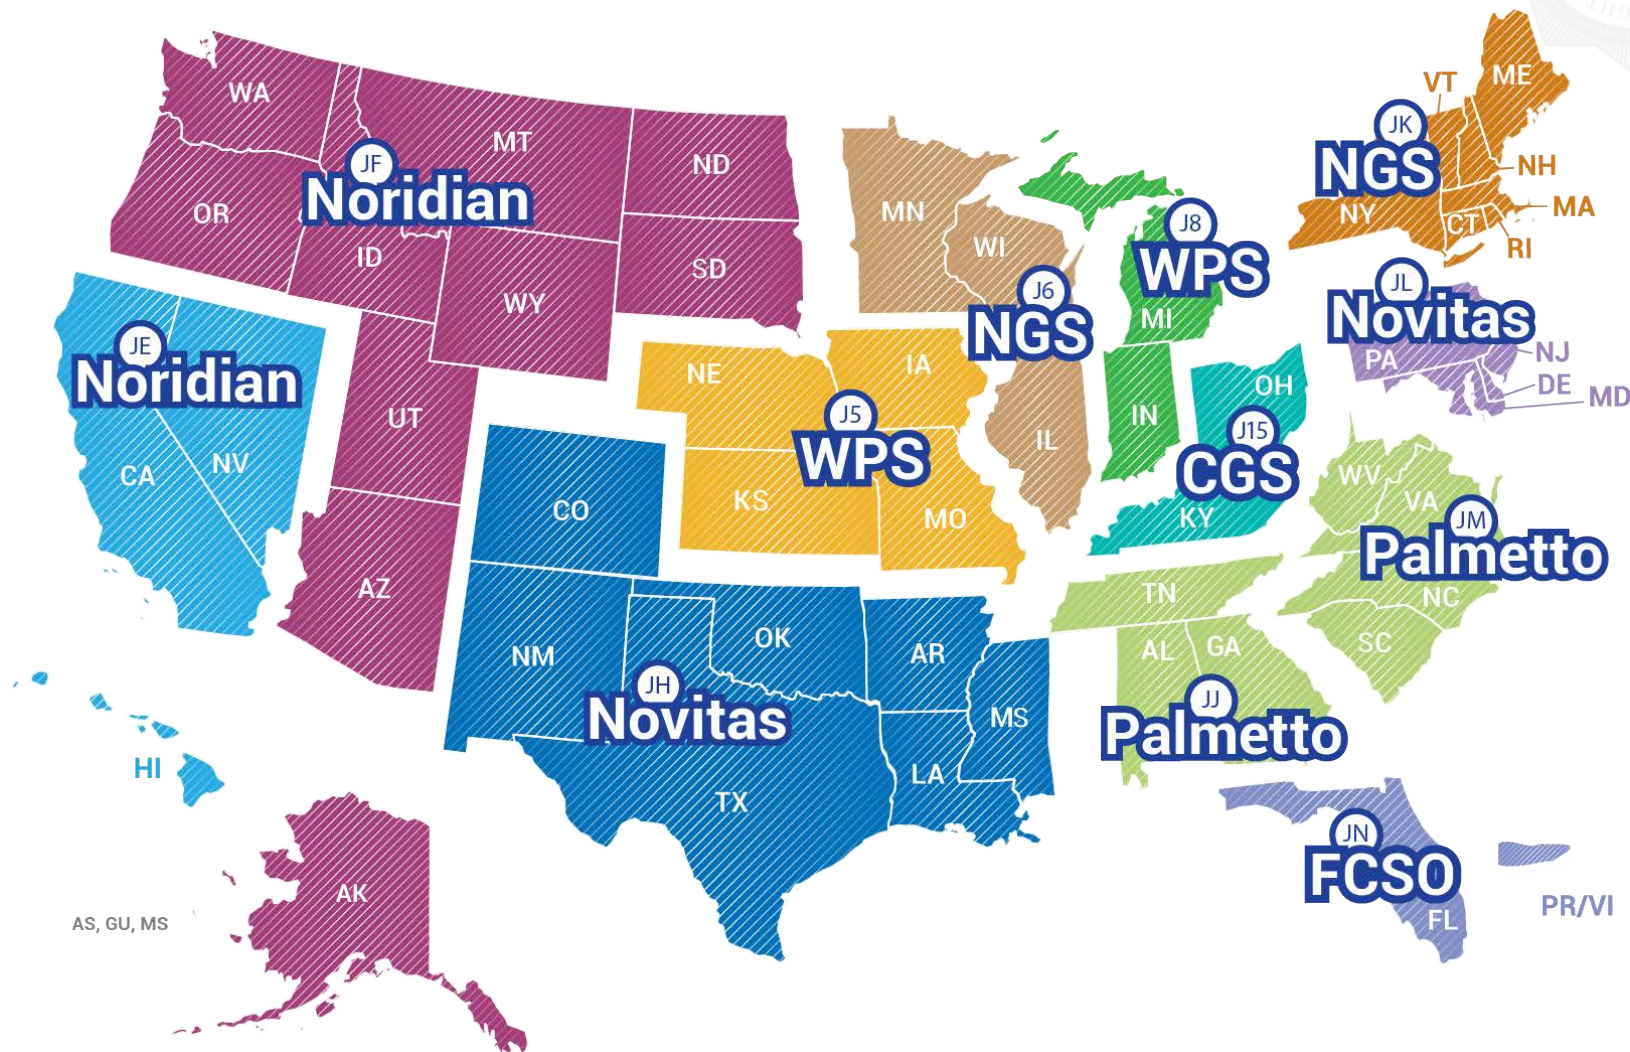 GHT
WA
MT
ND
OR
JF
Noridian
ID
WY
SD
MN
WI
J6
NGS
J8
WPS
MI
VT
ME
JK
NGS
NH
NY
CT
MA
RI
JL
Novitas
PA
NJ
DE
MD
JE
Noridian
CA
NV
UT
AZ
NE
IA
J5
WPS
KS
MO
IL
IN
OH
J15
CGS
KY
WV
VA
JM
Palmetto
NC
SC
TN
AL
GA
JJ
Palmetto
CO
NM
OK
AR
JH
Novitas
MS
LA
TX
HI
AK
AS, GU, MS
JN
FCSO
FL
PR/VI